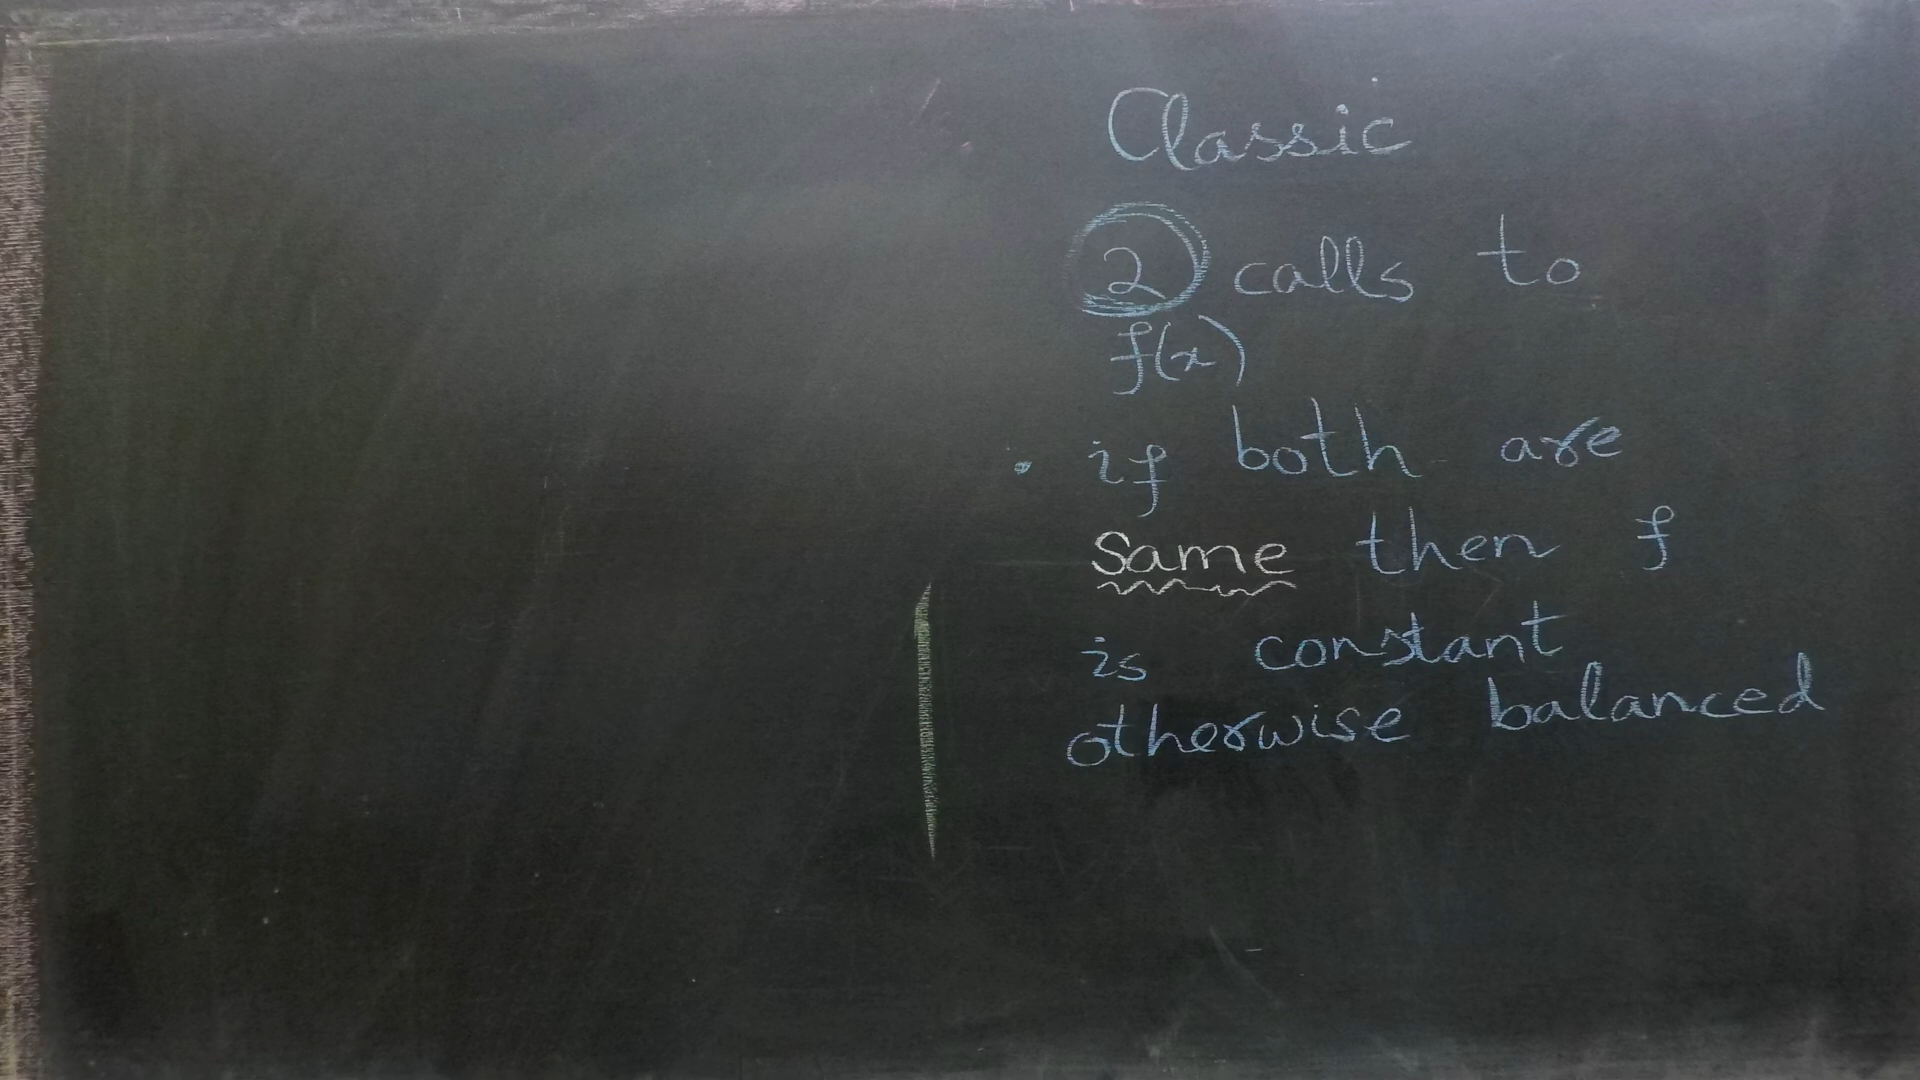 Classic
2 calls to
f(x)
• if both are
Same then f
is constant
otherwise balanced